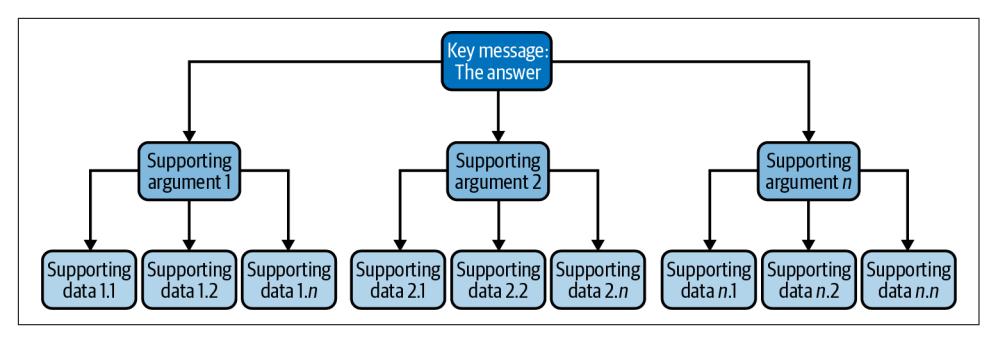 Key message:
The answer
Supporting
argument 1
Supporting
argument 2
Supporting
argument n
Supporting
data 1.1
Supporting
data 1.2
Supporting
data 1.n
Supporting
data 2.1
Supporting
data 2.2
Supporting
data 2.n
Supporting
data n.1
Supporting
data n.2
Supporting
data n.n